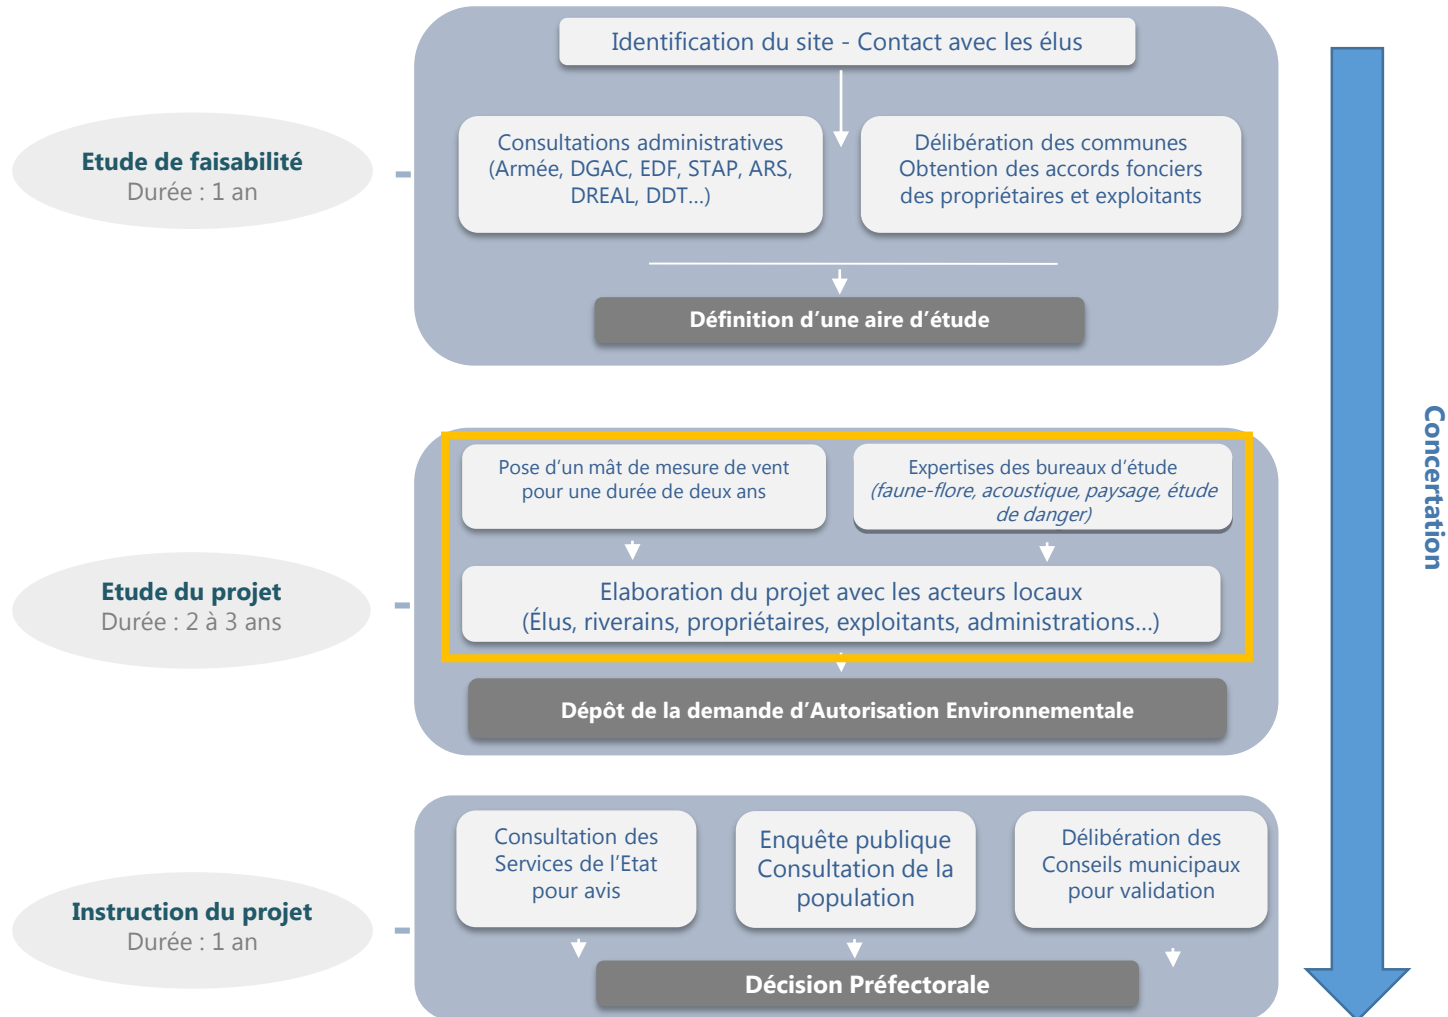 Identification du site - Contact avec les élus
Etude de faisabilité
Durée : 1 an
Consultations administratives
(Armée, DGAC, EDF, STAP, ARS,
DREAL, DDT...)
Délibération des communes
Obtention des accords fonciers
des propriétaires et exploitants
Définition d’une aire d’étude
Concertation
Etude du projet
Durée : 2 à 3 ans
Pose d’un mât de mesure de vent
pour une durée de deux ans
Expertises des bureaux d’étude
(faune-flore, acoustique, paysage, étude
de danger)
Elaboration du projet avec les acteurs locaux
(Élus, riverains, propriétaires, exploitants, administrations...)
Dépôt de la demande d’Autorisation Environnementale
Instruction du projet
Durée : 1 an
Consultation des
Services de l’Etat
pour avis
Enquête publique
Consultation de la
population
Délibération des
Conseils municipaux
pour validation
Décision Préfectorale